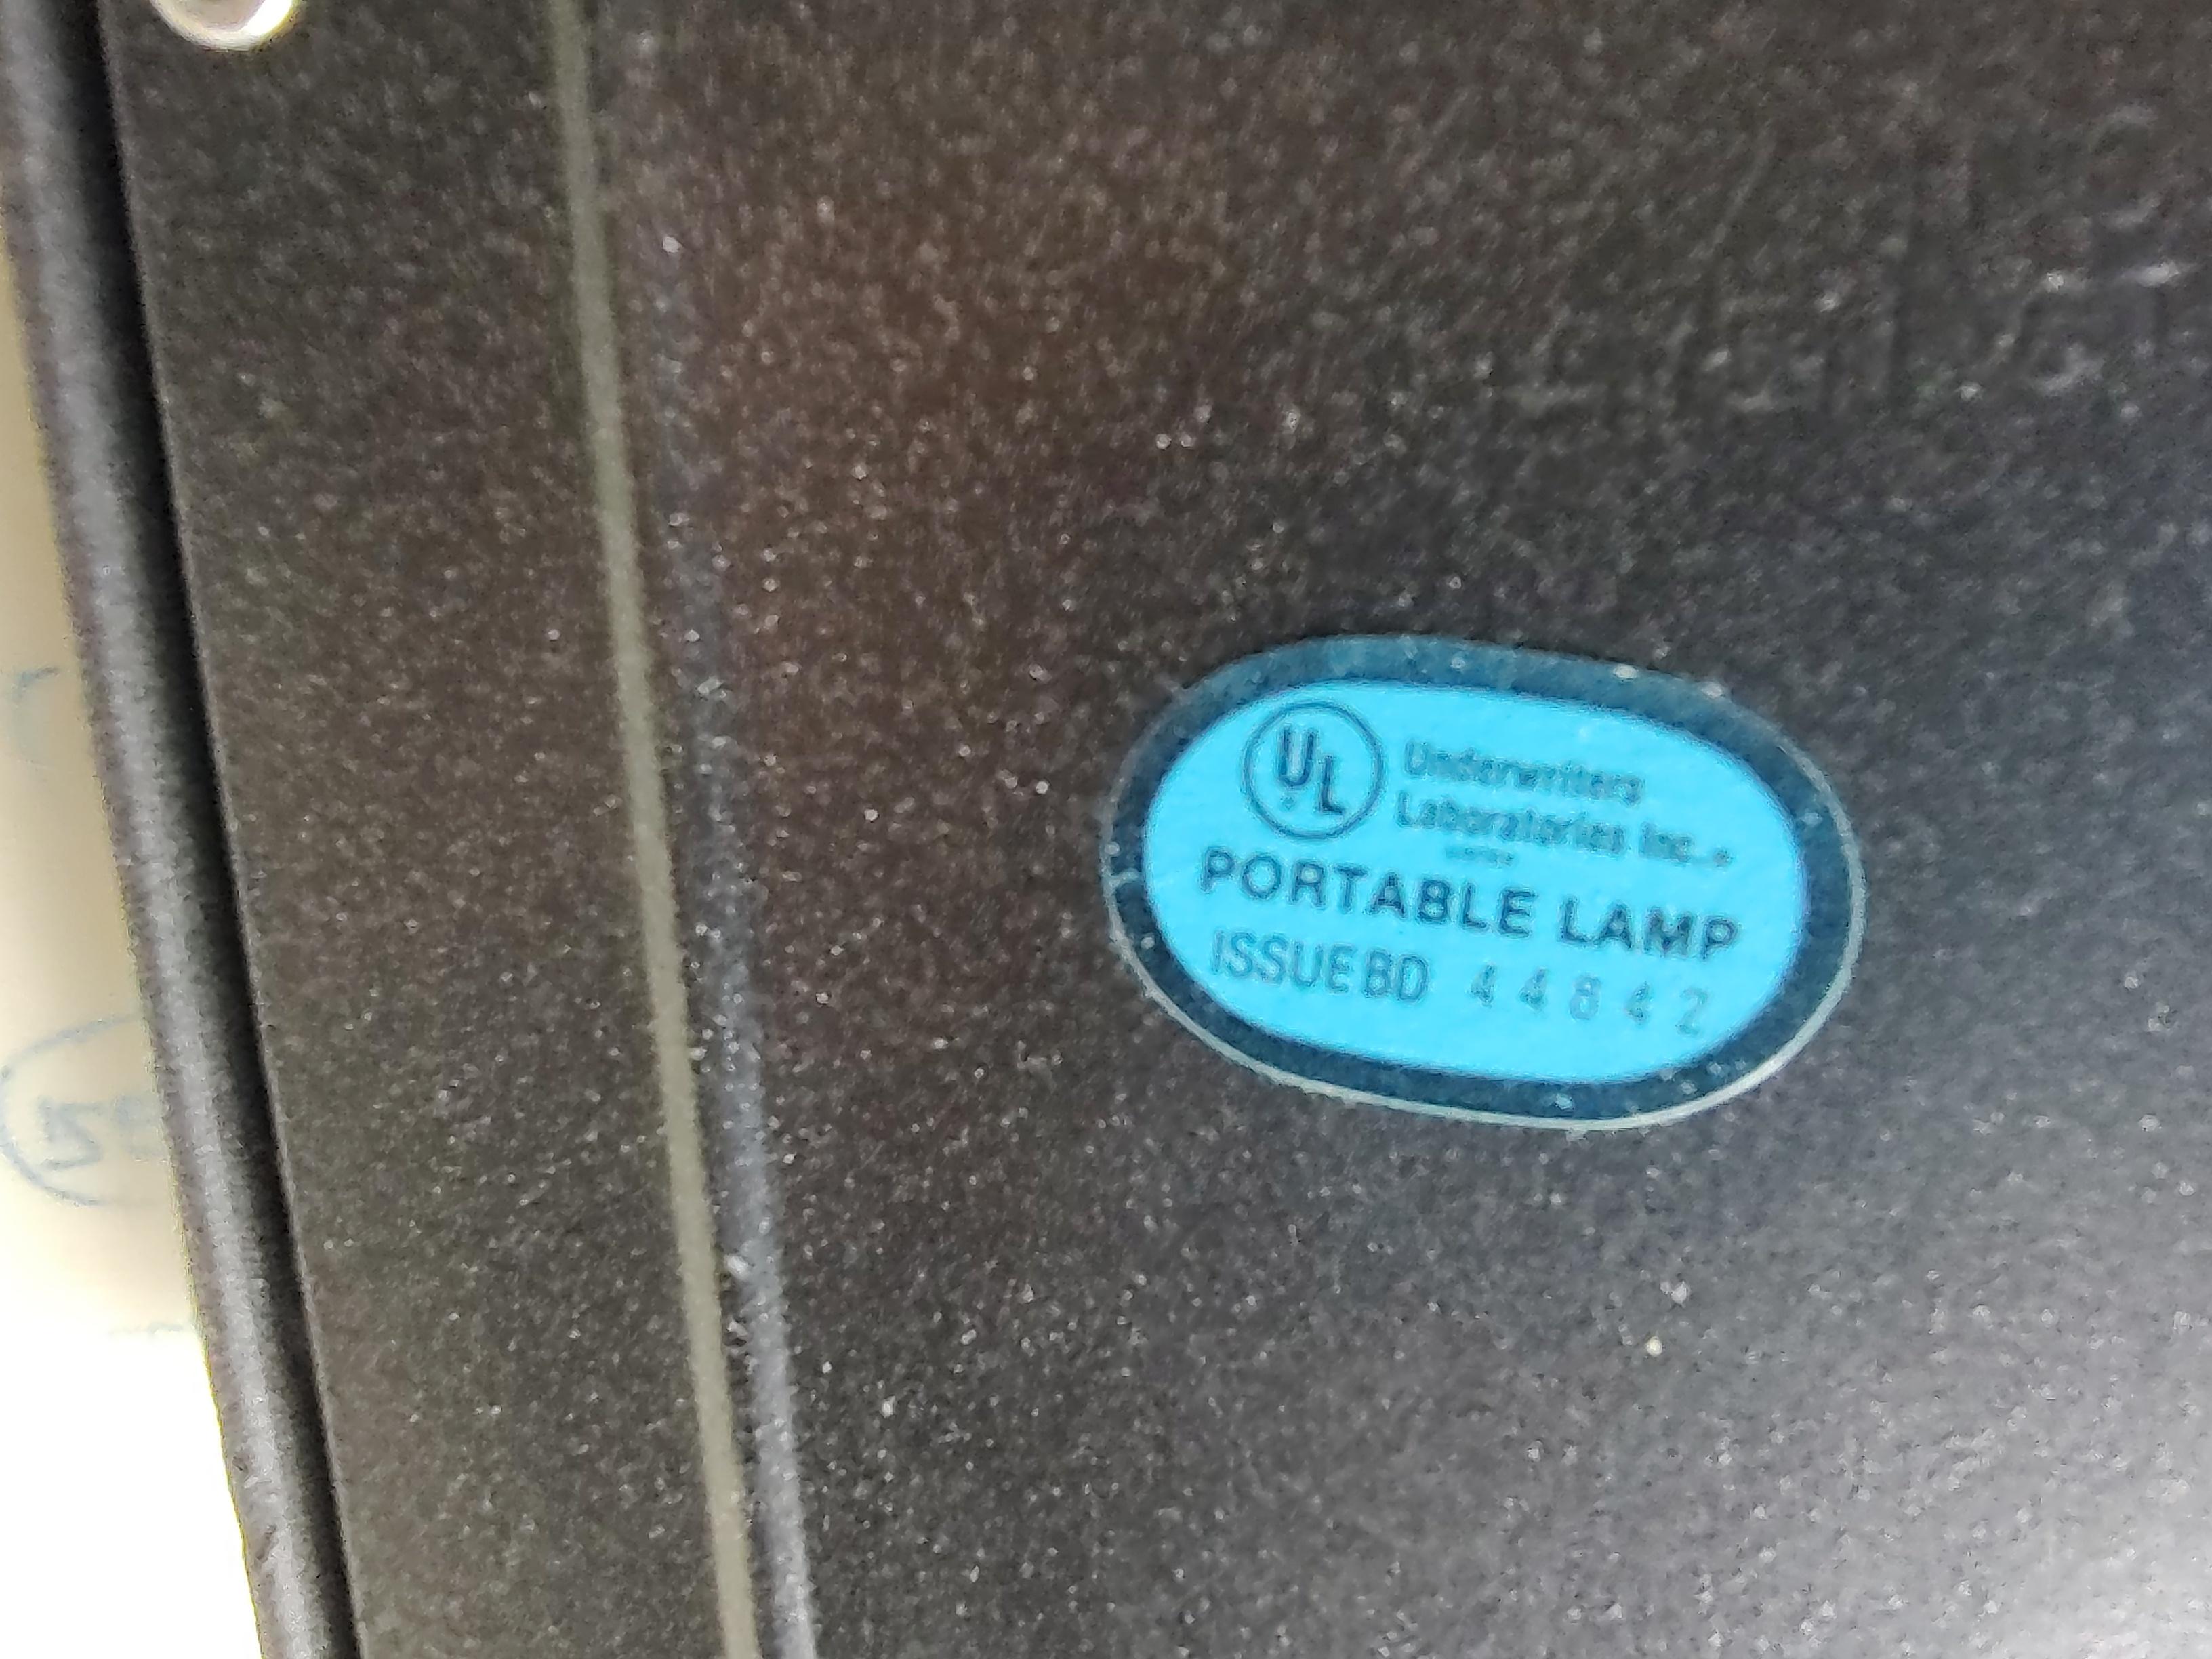 UL
Underwriters
Laboratories Inc.
PORTABLE LAMP
ISSUE BD 44842